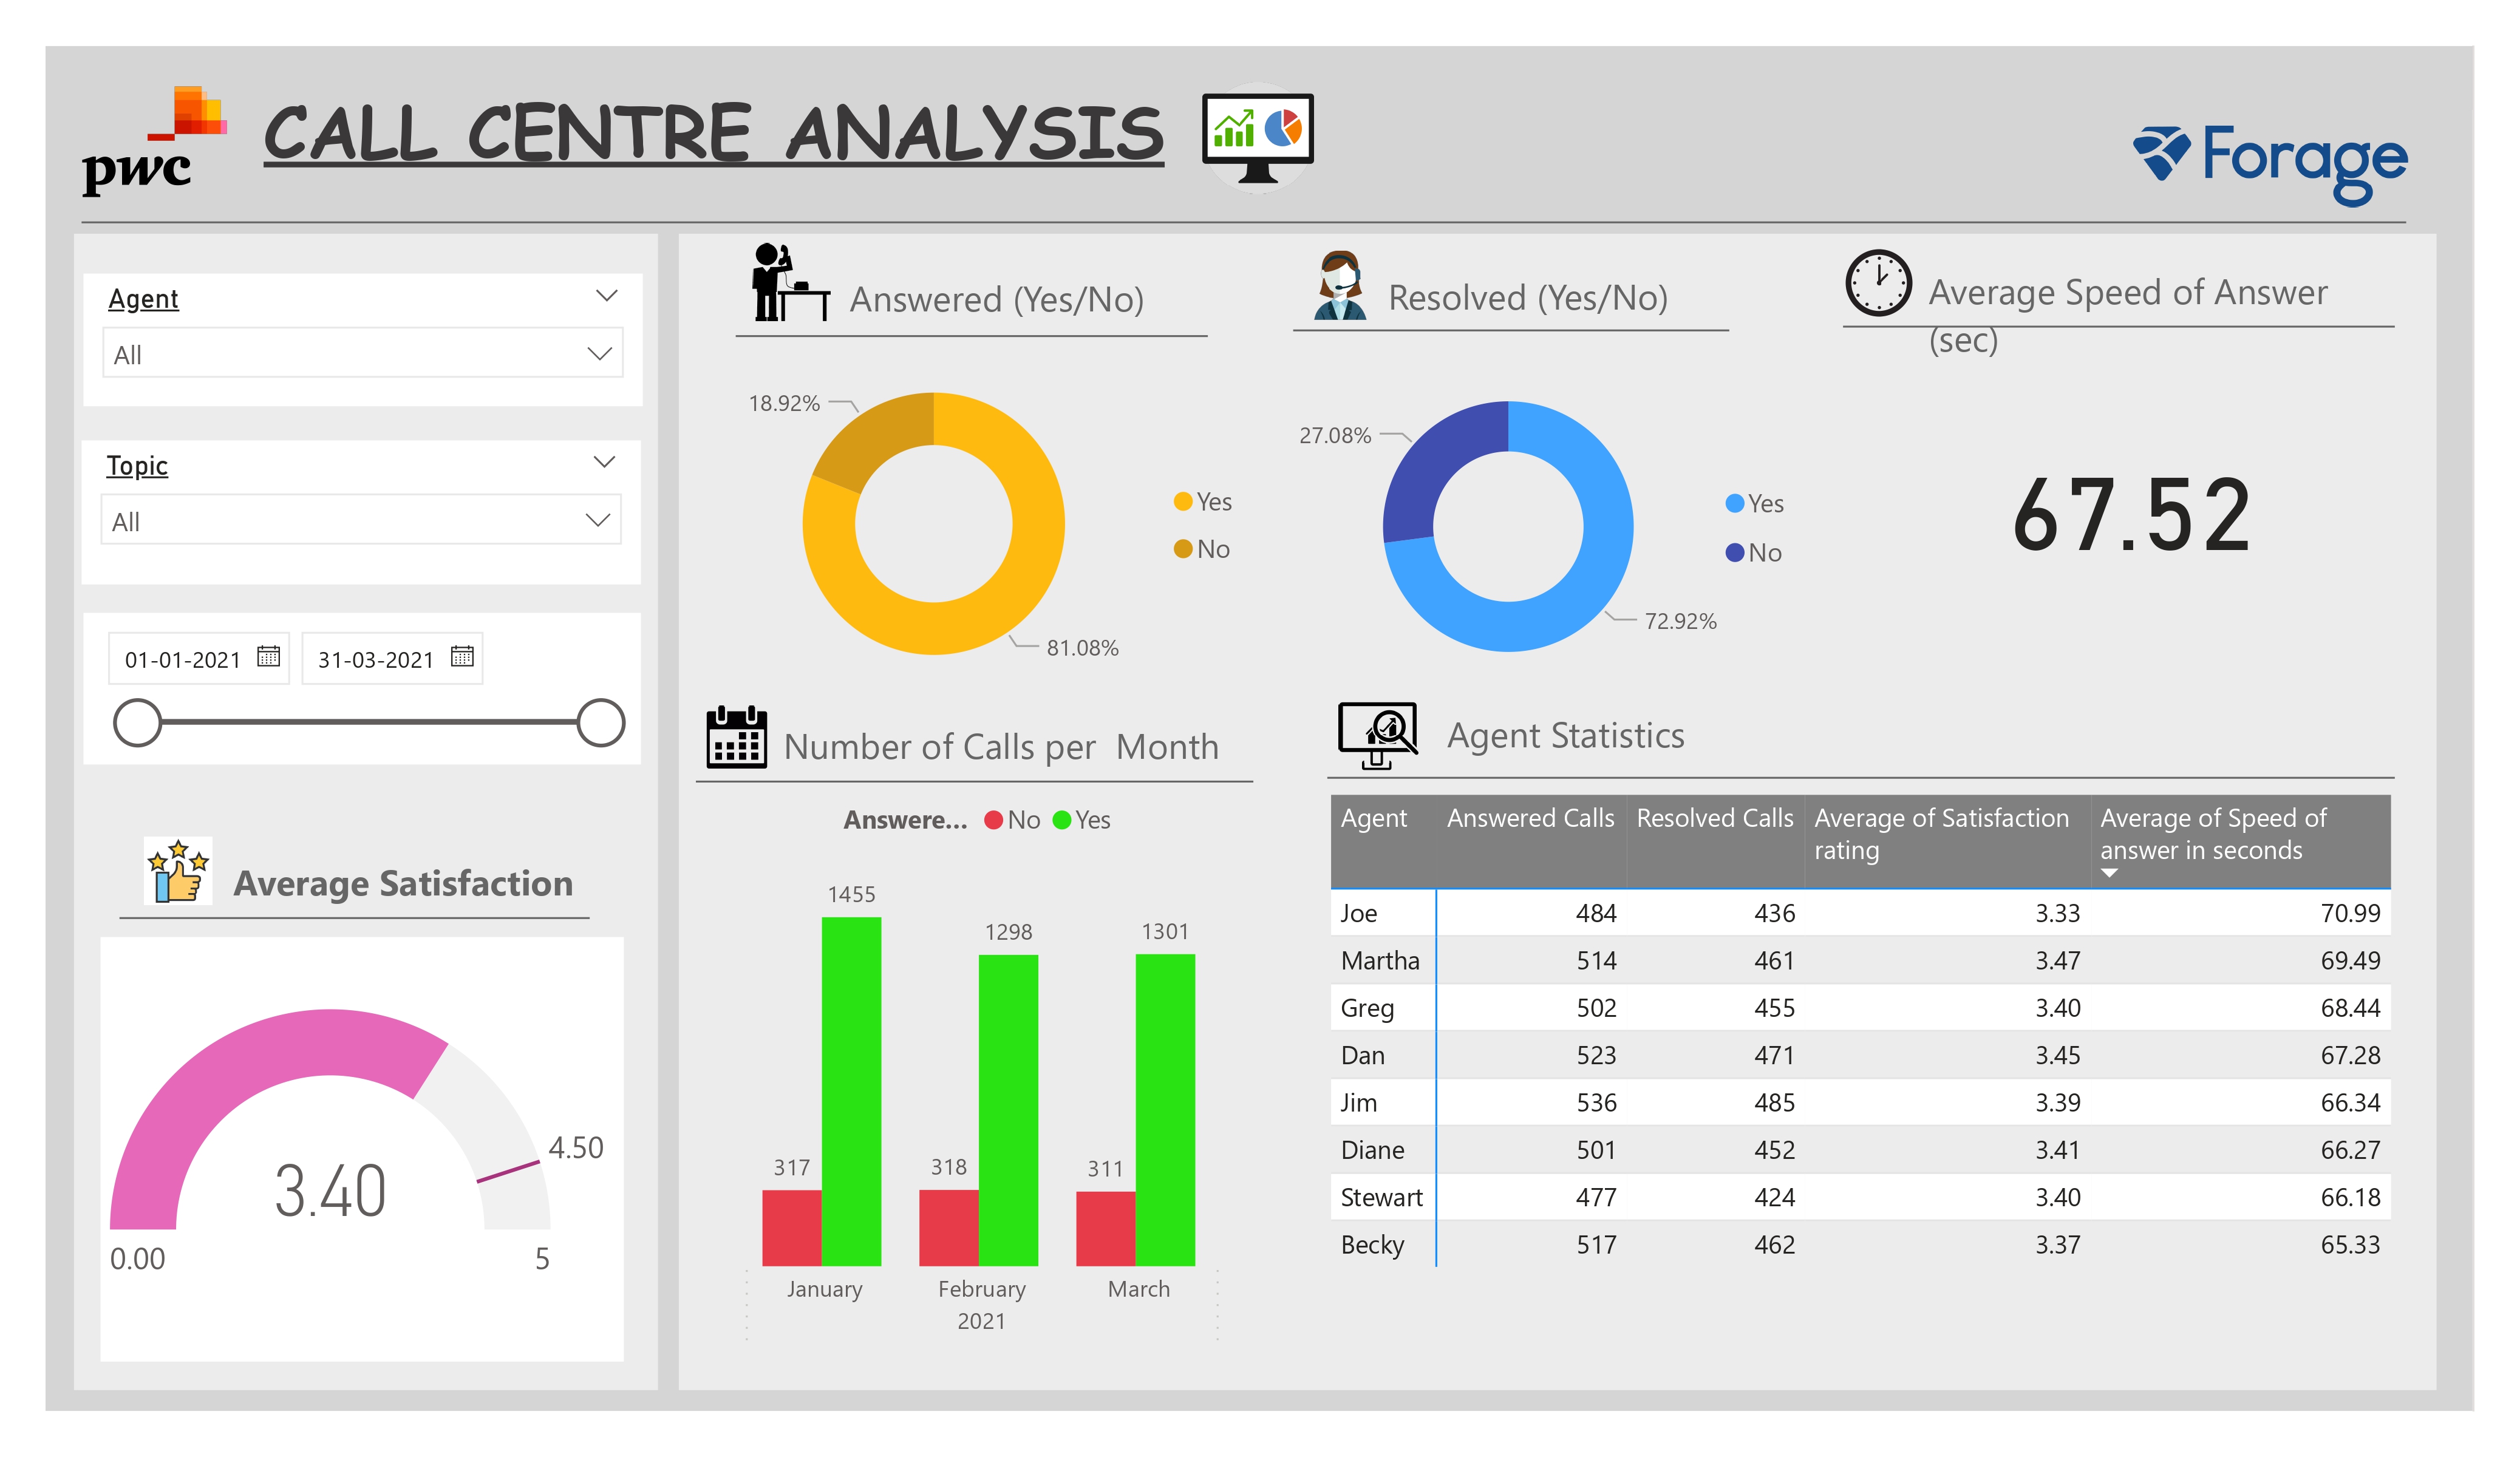 pwc
CALL CENTRE ANALYSIS
Forage
Agent
All
Topic
All
01-01-2021 31-03-2021
Average Satisfaction
3.40
4.50
0.00 5
Answered (Yes/No)
18.92%
81.08%
Yes
No
Resolved (Yes/No)
27.08%
72.92%
Yes
No
Average Speed of Answer
(sec)
67.52
Number of Calls per Month
Answere... No Yes
1455
1298
1301
317
318
311
January February March
2021
Agent Statistics
Agent Answered Calls Resolved Calls Average of Satisfaction Average of Speed of
rating answer in seconds
Joe 484 436 3.33 70.99
Martha 514 461 3.47 69.49
Greg 502 455 3.40 68.44
Dan 523 471 3.45 67.28
Jim 536 485 3.39 66.34
Diane 501 452 3.41 66.27
Stewart 477 424 3.40 66.18
Becky 517 462 3.37 65.33